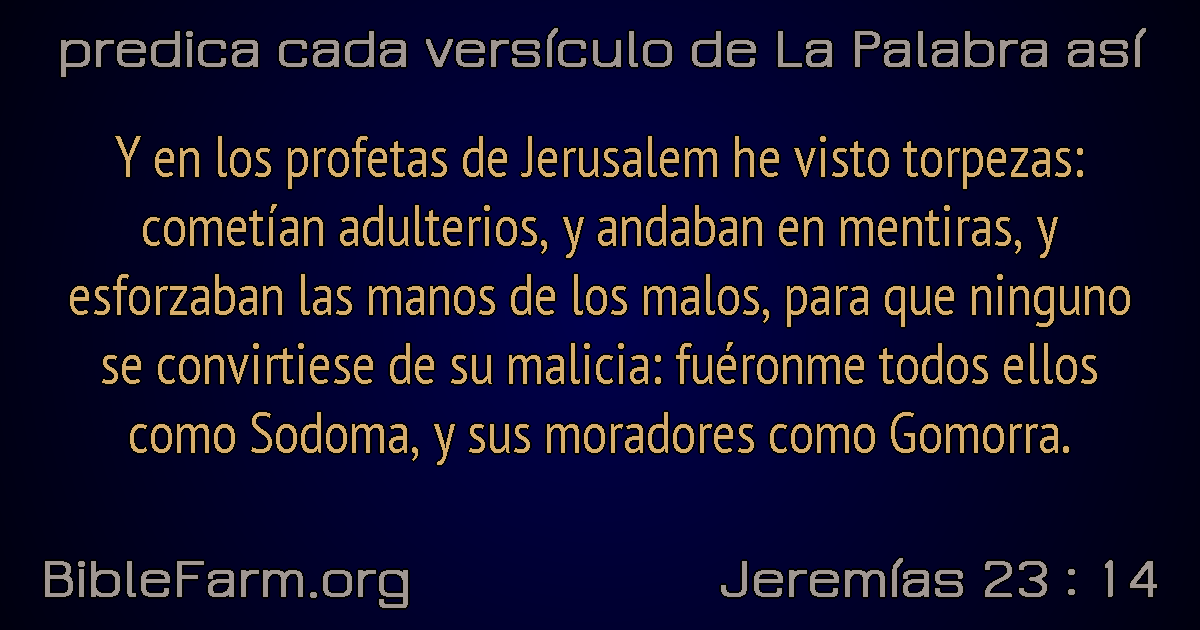 predica cada versículo de La Palabra así
Y en los profetas de Jerusalem he visto torpezas:
cometían adulterios, y andaban en mentiras, y
esforzaban las manos de los malos, para que ninguno
se convirtiese de su malicia: fuéronme todos ellos
como Sodoma, y sus moradores como Gomorra.
BibleFarm.org
Jeremías 23 : 14